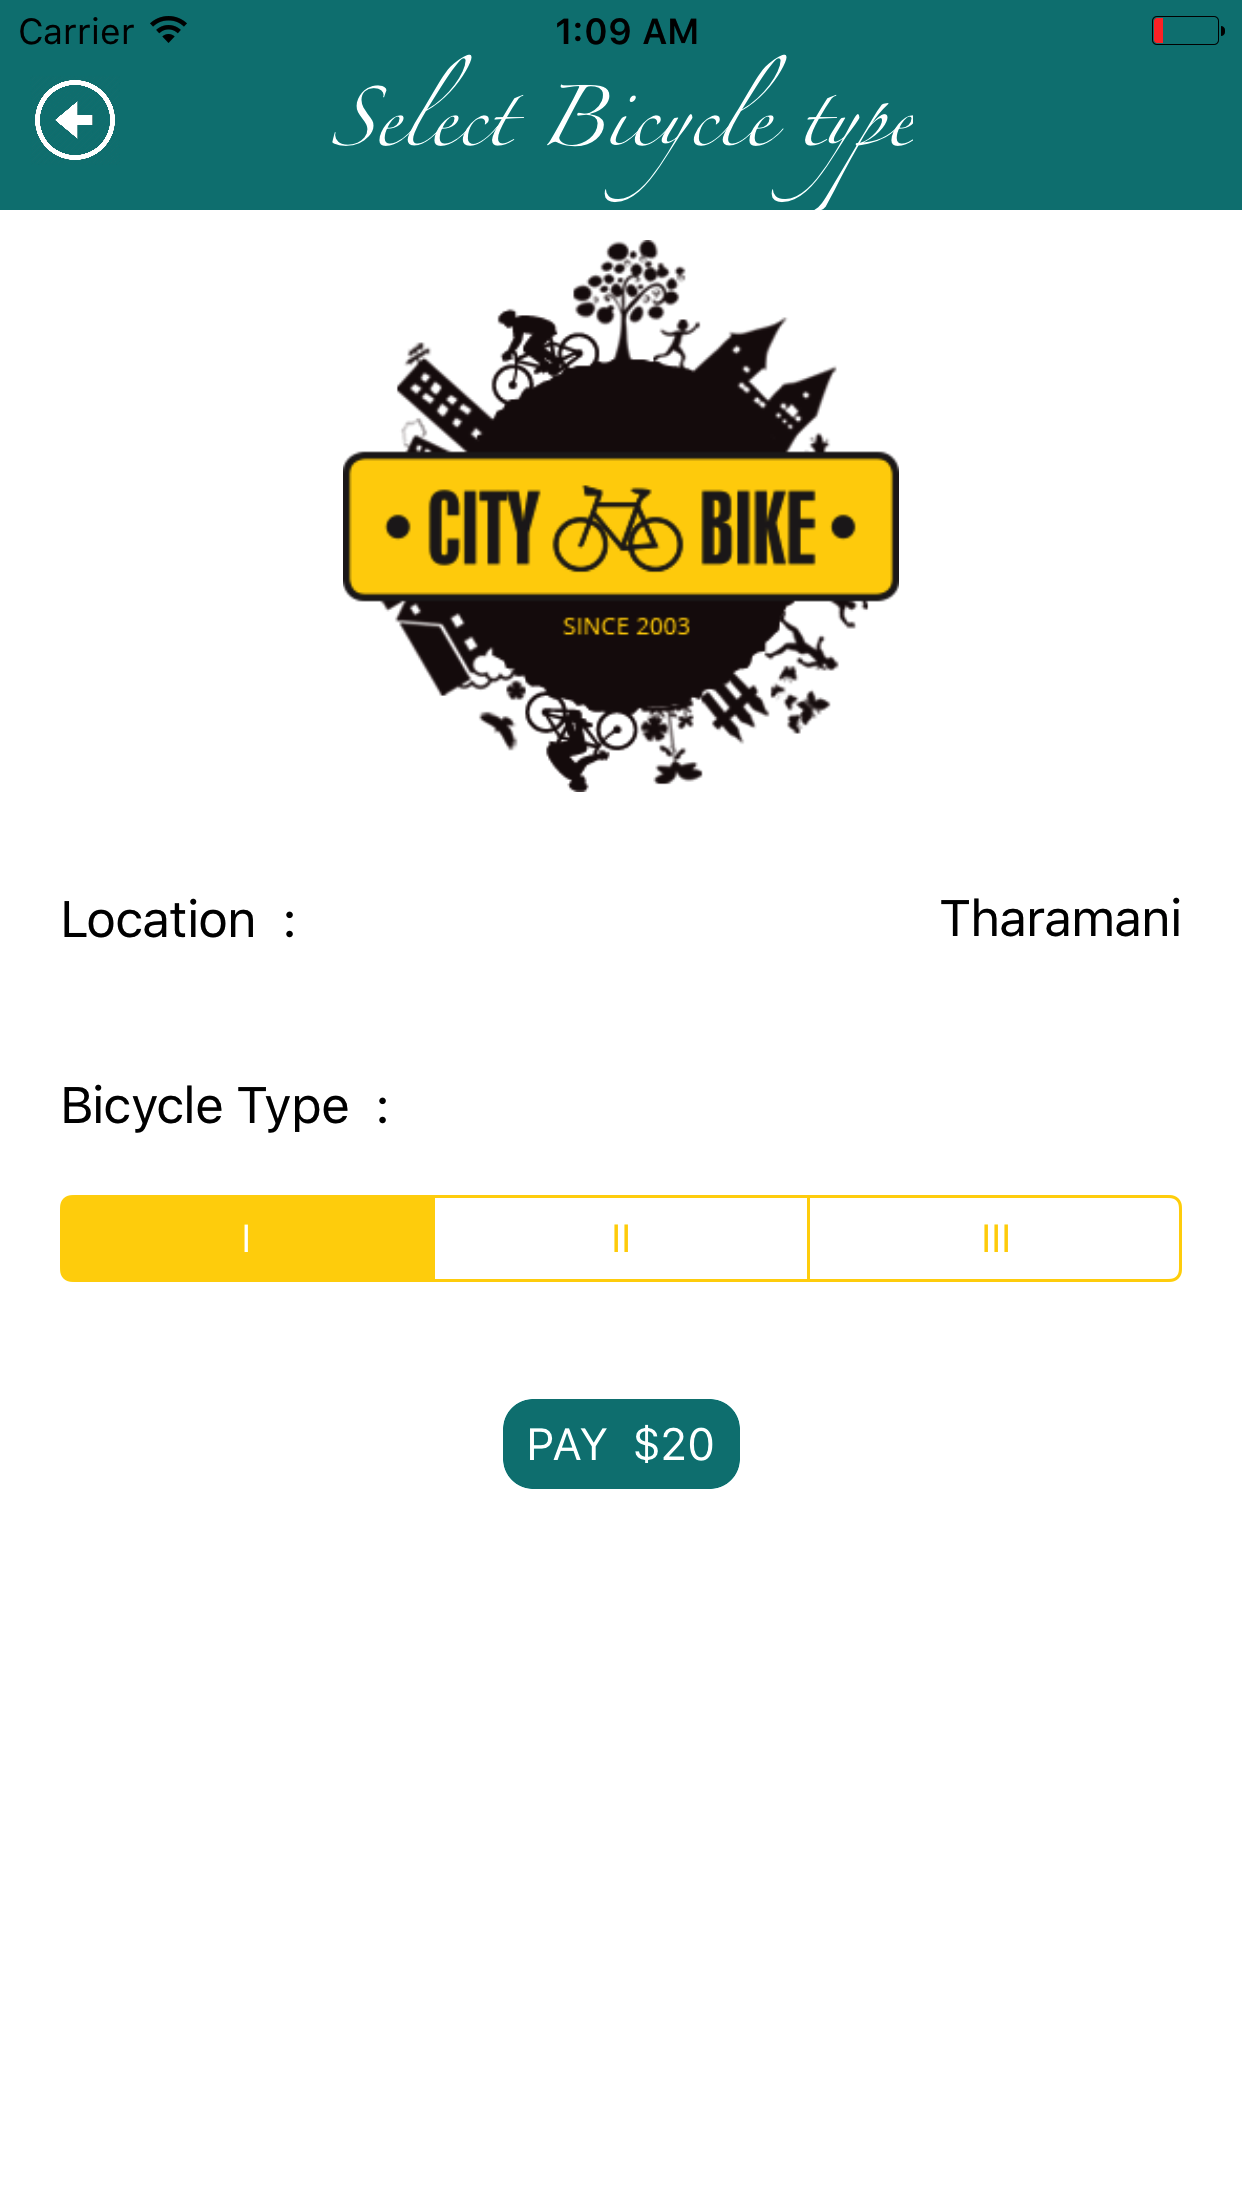 Carrier 1:09 AM
Select Bicycle type
CITY BIKE
SINCE 2003
Location : Tharamani
Bicycle Type :
I II III
PAY $20